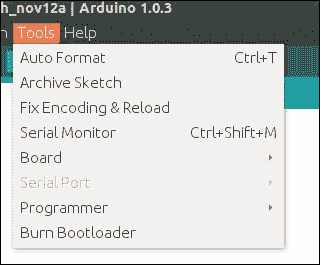 h_nov12a | Arduino 1.0.3
Tools Help
Auto Format Ctrl+T
Archive Sketch
Fix Encoding & Reload
Serial Monitor Ctrl+Shift+M
Board
Serial Port
Programmer
Burn Bootloader